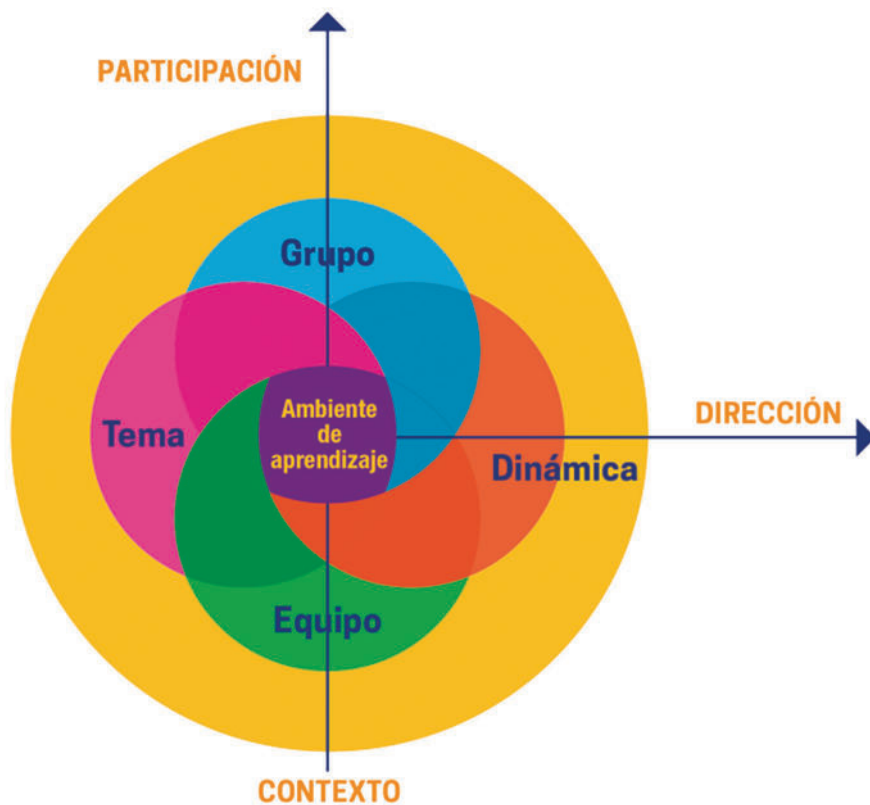 PARTICIPACIÓN
Grupo
DIRECCIÓN
Tema
Ambiente
de
aprendizaje
Dinámica
Equipo
CONTEXTO